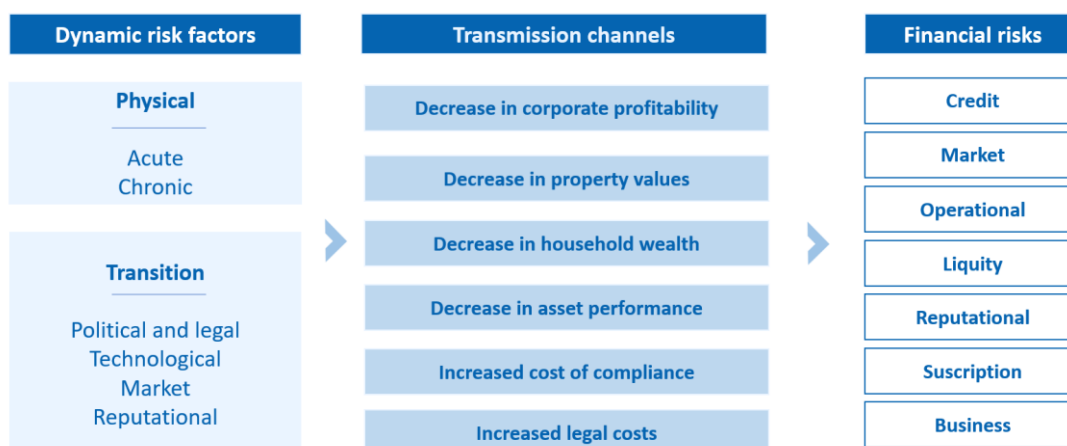 Dynamic risk factors
Physical
Acute
Chronic
Transition
Political and legal
Technological
Market
Reputational
Transmission channels
Decrease in corporate profitability
Decrease in property values
Decrease in household wealth
Decrease in asset performance
Increased cost of compliance
Increased legal costs
Financial risks
Credit
Market
Operational
Liquity
Reputational
Suscription
Business